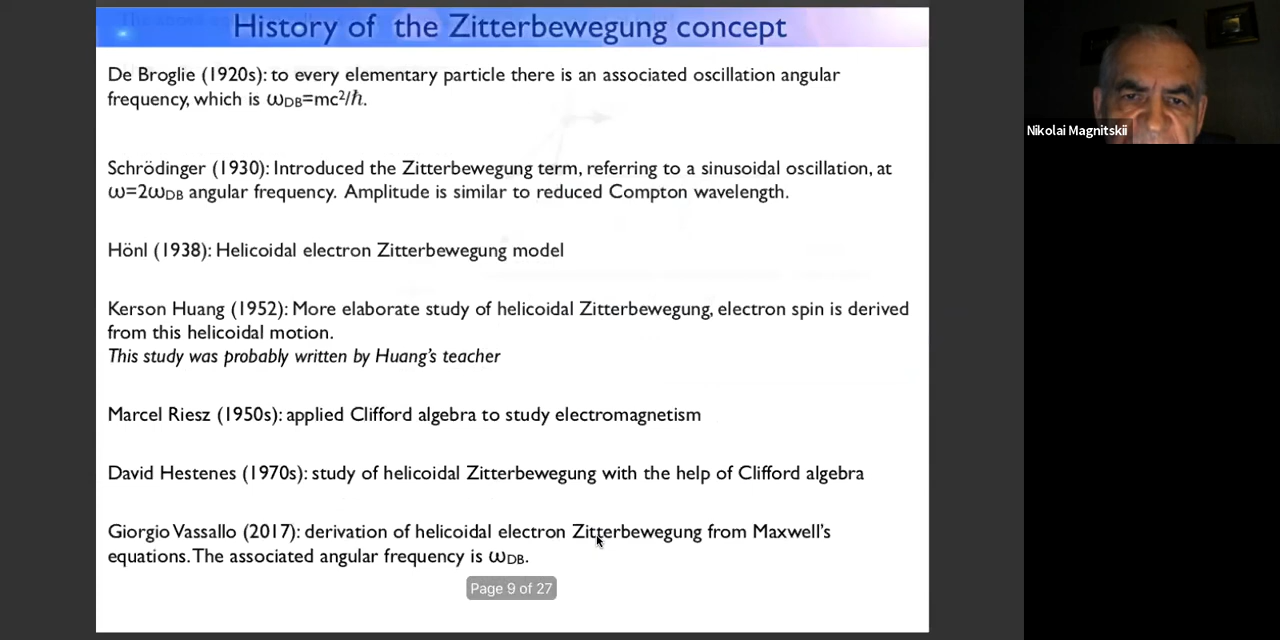 History of the Zitterbewegung concept
De Broglie (1920s): to every elementary particle there is an associated oscillation angular
frequency, which is ωDB=mc²/ℏ.
Schrödinger (1930): Introduced the Zitterbewegung term, referring to a sinusoidal oscillation, at
ω=2ωDB angular frequency. Amplitude is similar to reduced Compton wavelength.
Hönl (1938): Helicoidal electron Zitterbewegung model
Kerson Huang (1952): More elaborate study of helicoidal Zitterbewegung, electron spin is derived
from this helicoidal motion.
This study was probably written by Huang's teacher
Marcel Riesz (1950s): applied Clifford algebra to study electromagnetism
David Hestenes (1970s): study of helicoidal Zitterbewegung with the help of Clifford algebra
Giorgio Vassallo (2017): derivation of helicoidal electron Zitterbewegung from Maxwell's
equations. The associated angular frequency is ωDB.
Page 9 of 27
Nikolai Magnitskii